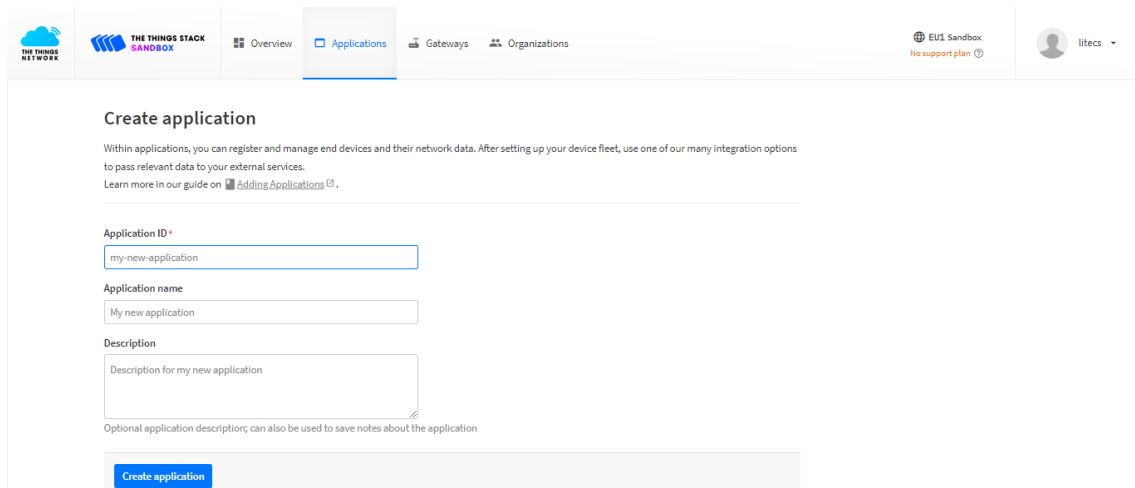 THE THINGS
NETWORK
THE THINGS STACK
SANDBOX
Overview
Applications
Gateways
Organizations
EU1 Sandbox
No support plan
litecs
Create application
Within applications, you can register and manage end devices and their network data. After setting up your device fleet, use one of our many integration options
to pass relevant data to your external services.
Learn more in our guide on Adding Applications.
Application ID *
my-new-application
Application name
My new application
Description
Description for my new application
Optional application description; can also be used to save notes about the application
Create application